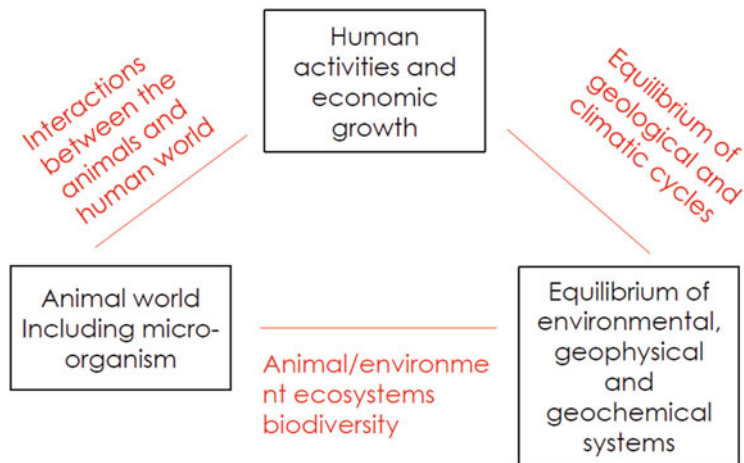 Human
activities and
economic
growth
Interactions
between the
animals and
human world
Equilibrium of
geological and
climatic cycles
Animal world
Including micro-
organism
Animal/environme
nt ecosystems
biodiversity
Equilibrium of
environmental,
geophysical
and
geochemical
systems